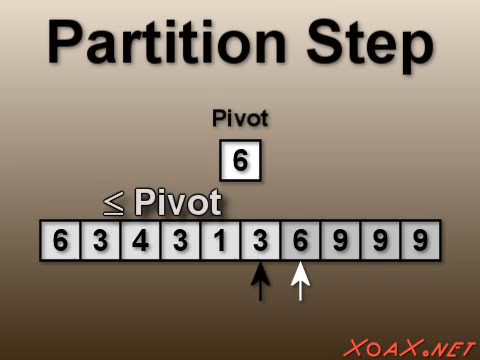 Partition Step
Pivot
6
≤ Pivot
6 3 4 3 1 3 6 9 9 9
XOAX.NET